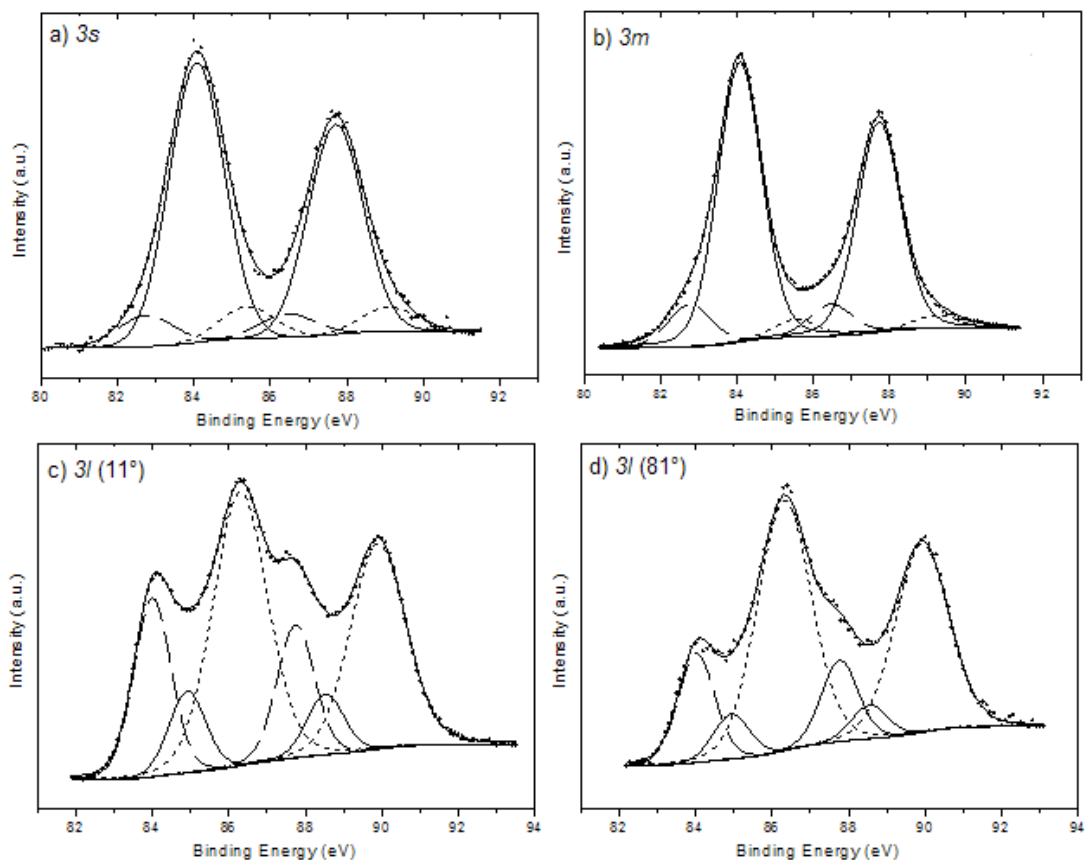 a) 3s
Intensity (a.u.)
80 82 84 86 88 90 92
Binding Energy (eV)
b) 3m
Intensity (a.u.)
82 84 86 88 90 92
Binding Energy (eV)
c) 3l (11°)
Intensity (a.u.)
82 84 86 88 90 92 94
Binding Energy (eV)
d) 3l (81°)
Intensity (a.u.)
82 84 86 88 90 92 94
Binding Energy (eV)